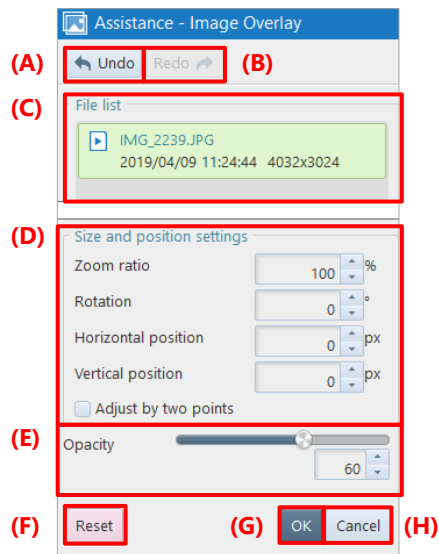 Assistance - Image Overlay
(A) Undo Redo (B)
(C) File list
IMG_2239.JPG
2019/04/09 11:24:44 4032x3024
(D) Size and position settings
Zoom ratio 100 %
Rotation 0 °
Horizontal position 0 px
Vertical position 0 px
Adjust by two points
(E) Opacity
60
(F) Reset (G) OK Cancel (H)